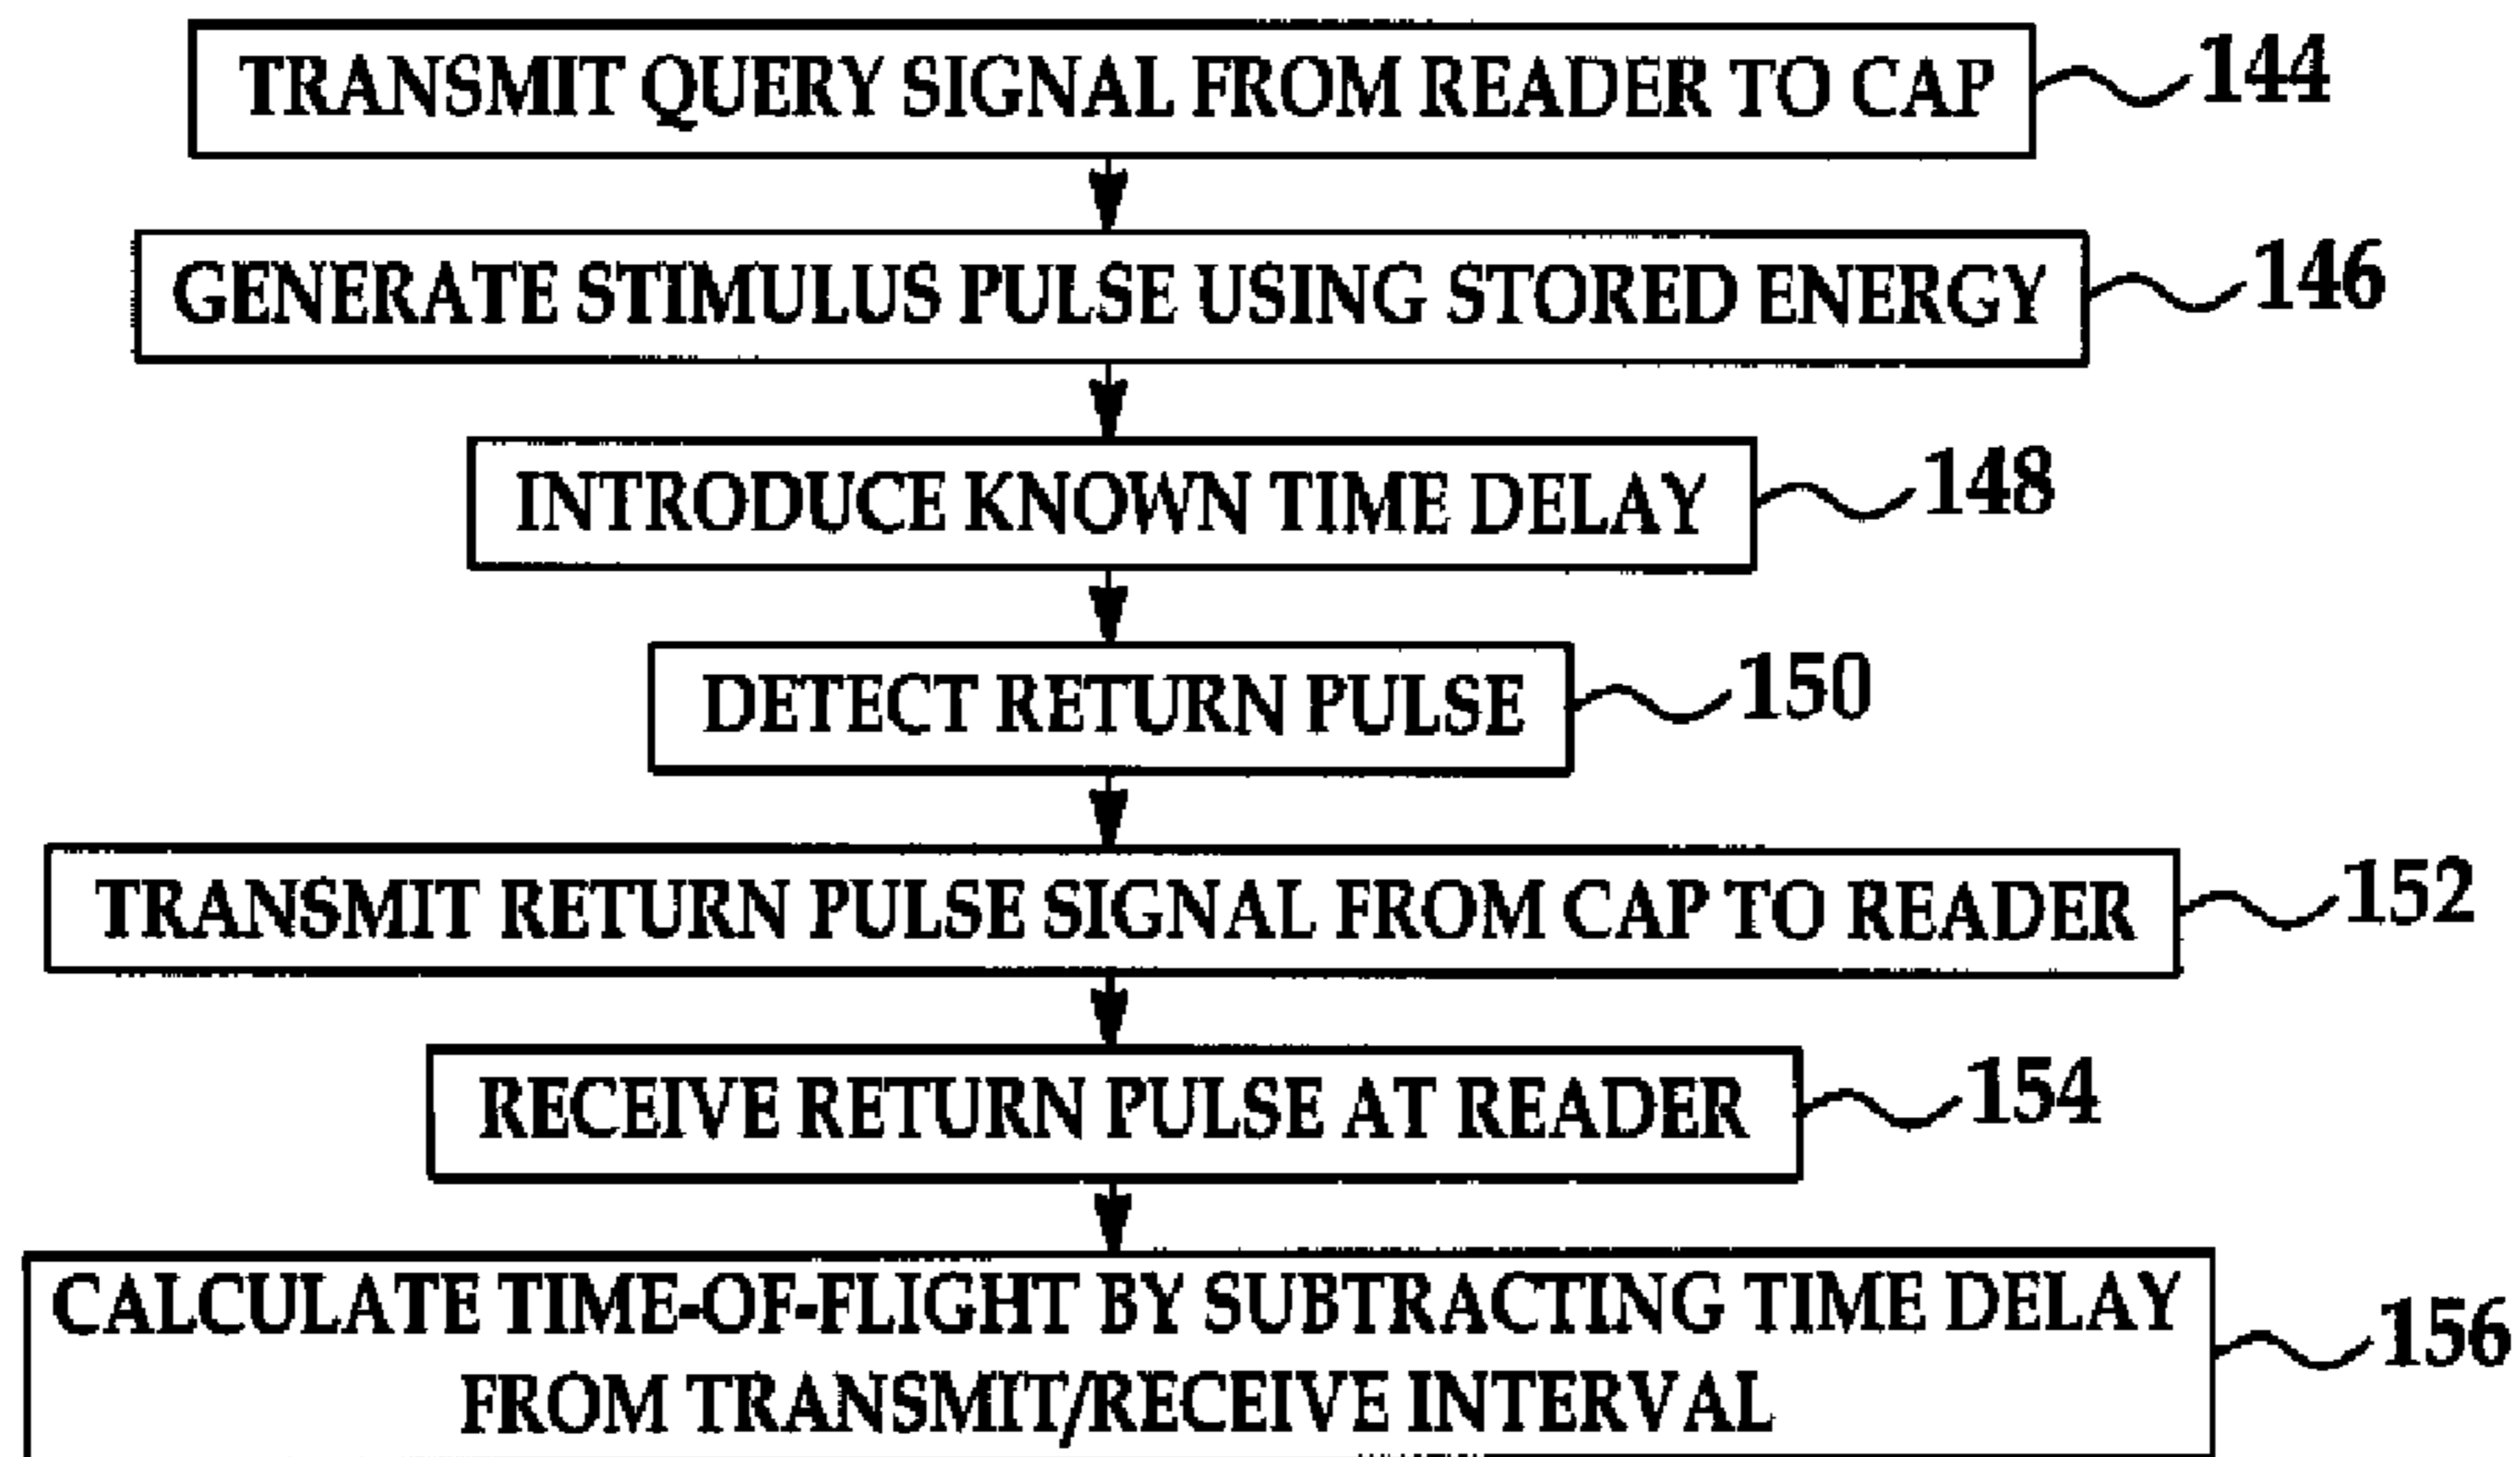 TRANSMIT QUERY SIGNAL FROM READER TO CAP 144
GENERATE STIMULUS PULSE USING STORED ENERGY 146
INTRODUCE KNOWN TIME DELAY 148
DETECT RETURN PULSE 150
TRANSMIT RETURN PULSE SIGNAL FROM CAP TO READER 152
RECEIVE RETURN PULSE AT READER 154
CALCULATE TIME-OF-FLIGHT BY SUBTRACTING TIME DELAY
FROM TRANSMIT/RECEIVE INTERVAL
156